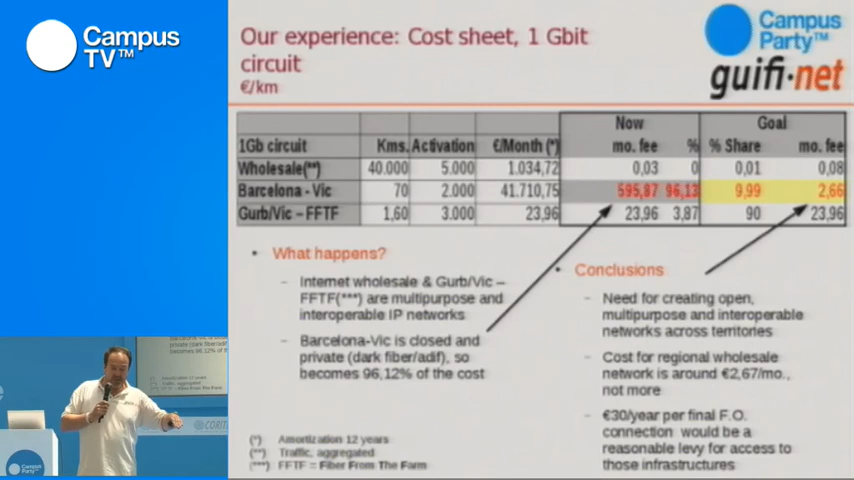 Campus
TV™
Our experience: Cost sheet, 1 Gbit
circuit
€/km
Campus
Party™
guifi·net
Now Goal
1Gb circuit Kms. Activation €/Month (*) mo. fee % % Share mo. fee
Wholesale(**) 40.000 5.000 1.034,72 0,03 0 0,01 0,08
Barcelona - Vic 70 2.000 41.710,75 595,87 96,13 9,99 2,66
Gurb/Vic – FFTF 1,60 3.000 23,96 23,96 3,87 90 23,96
• What happens?
– Internet wholesale & Gurb/Vic –
FFTF(***) are multipurpose and
interoperable IP networks
– Barcelona-Vic is closed and
private (dark fiber/adif), so
becomes 96,12% of the cost
• Conclusions
– Need for creating open,
multipurpose and interoperable
networks across territories
– Cost for regional wholesale
network is around €2,67/mo.,
not more
– €30/year per final F.O.
connection would be a
reasonable levy for access to
those infrastructures
(*) Amortization 12 years
(**) Traffic, aggregated
(***) FFTF = Fiber From The Farm
Campus
Party